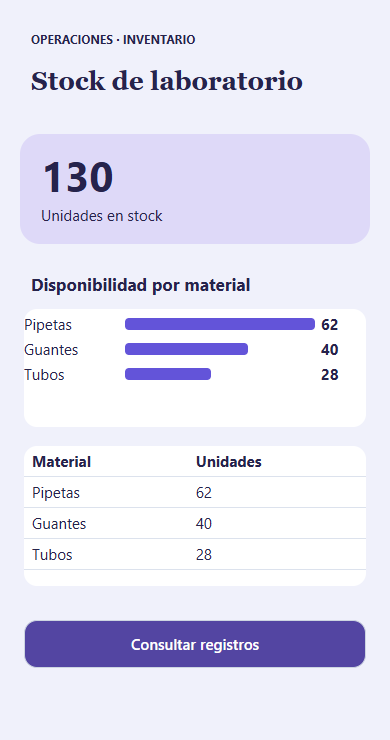 OPERACIONES · INVENTARIO
Stock de laboratorio
130
Unidades en stock
Disponibilidad por material
Pipetas 62
Guantes 40
Tubos 28
Material Unidades
Pipetas 62
Guantes 40
Tubos 28
Consultar registros